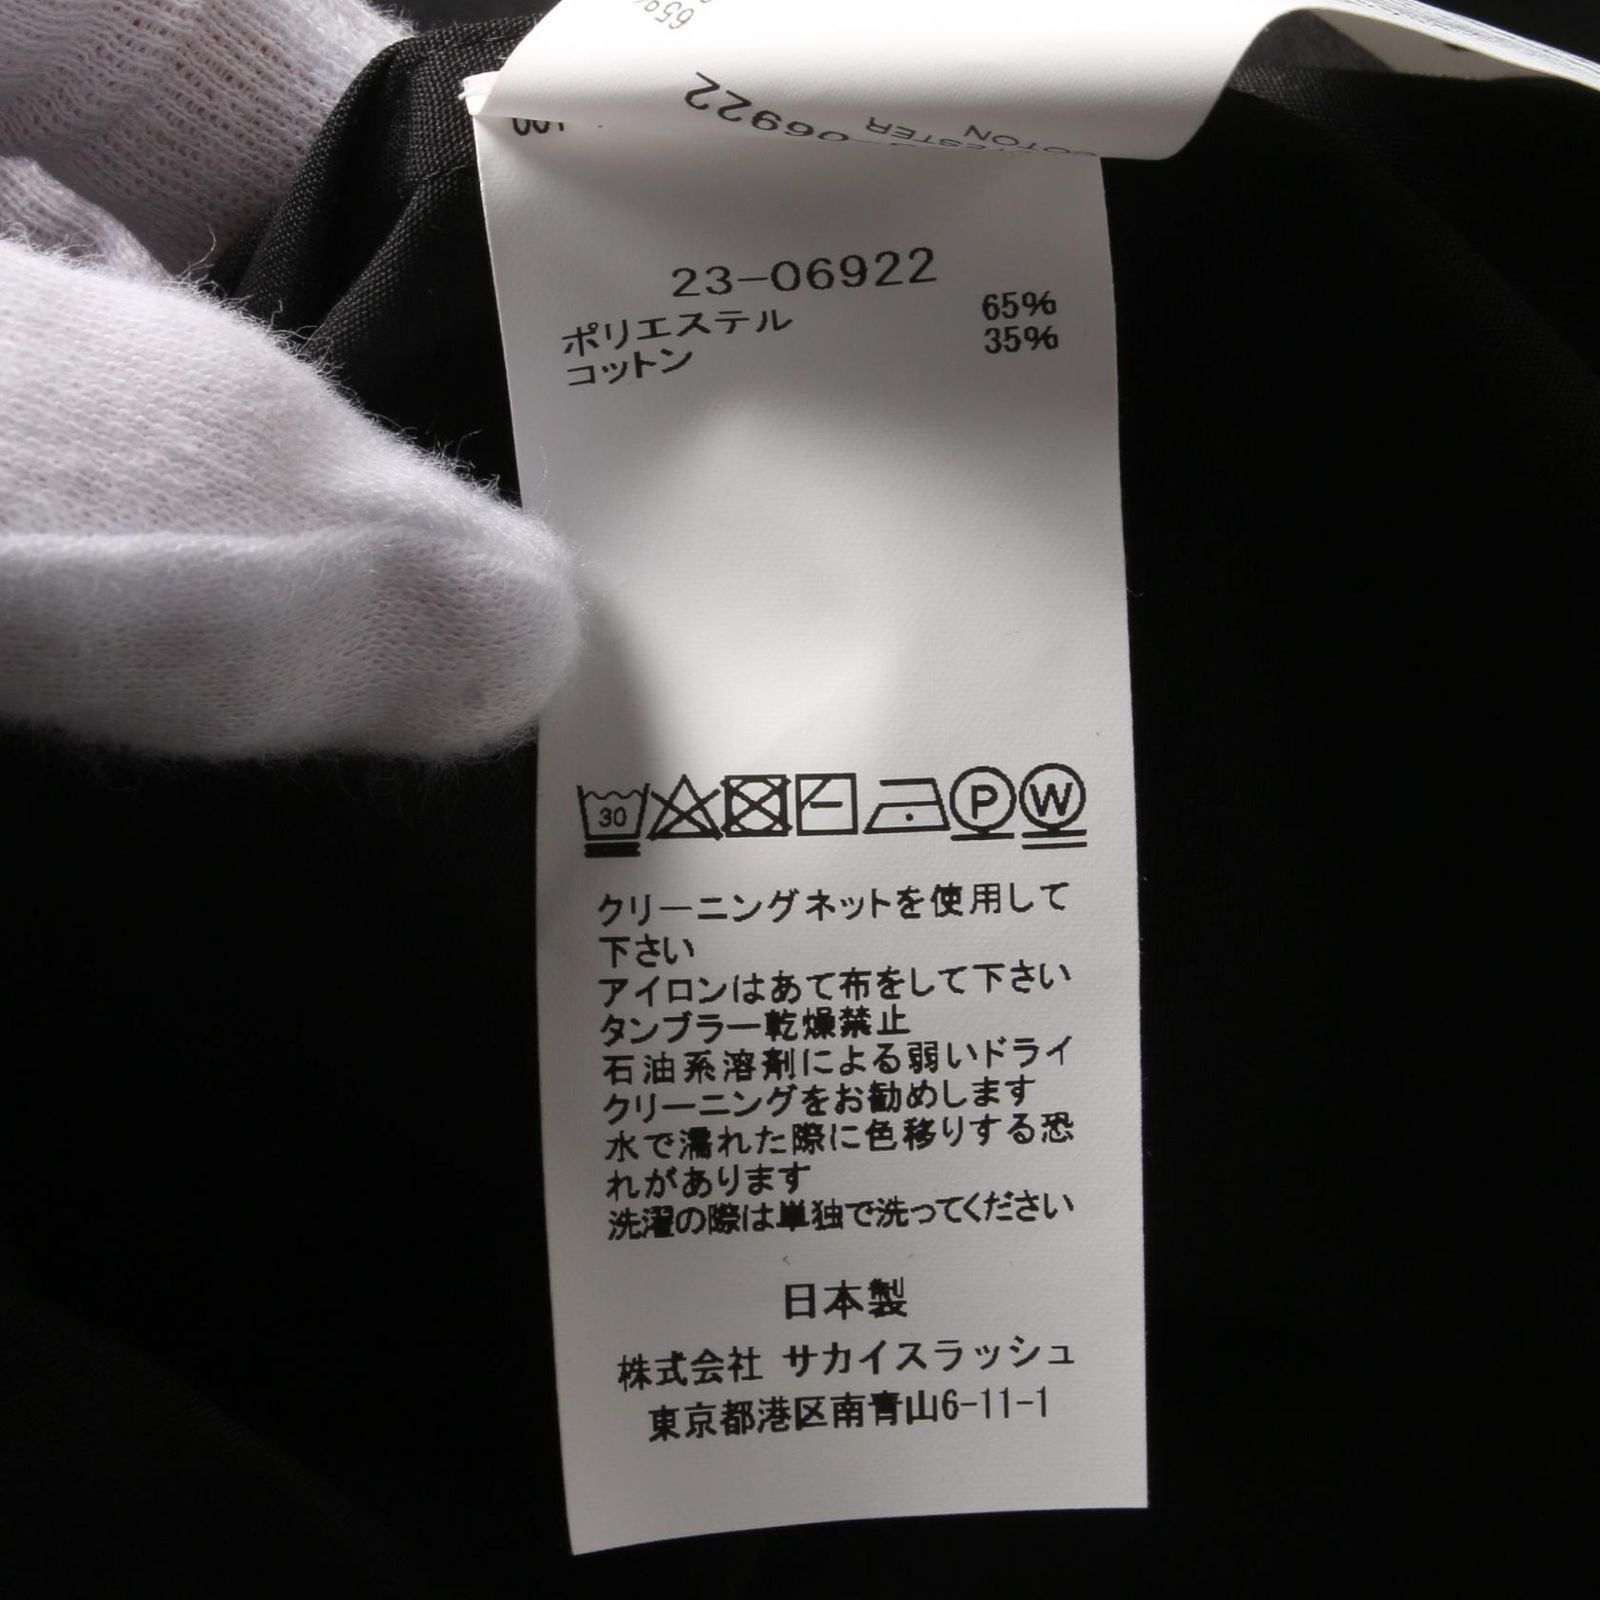 65%
06922
COTON
23-06922
ポリエステル 65%
コットン 35%
30 P W
クリーニングネットを使用して
下さい
アイロンはあて布をして下さい
タンブラー乾燥禁止
石油系溶剤による弱いドライ
クリーニングをお勧めします
水で濡れた際に色移りする恐
れがあります
洗濯の際は単独で洗ってください
日本製
株式会社 サカイスラッシュ
東京都港区南青山6-11-1